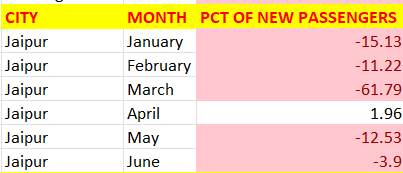 CITY MONTH PCT OF NEW PASSENGERS
Jaipur January -15.13
Jaipur February -11.22
Jaipur March -61.79
Jaipur April 1.96
Jaipur May -12.53
Jaipur June -3.9